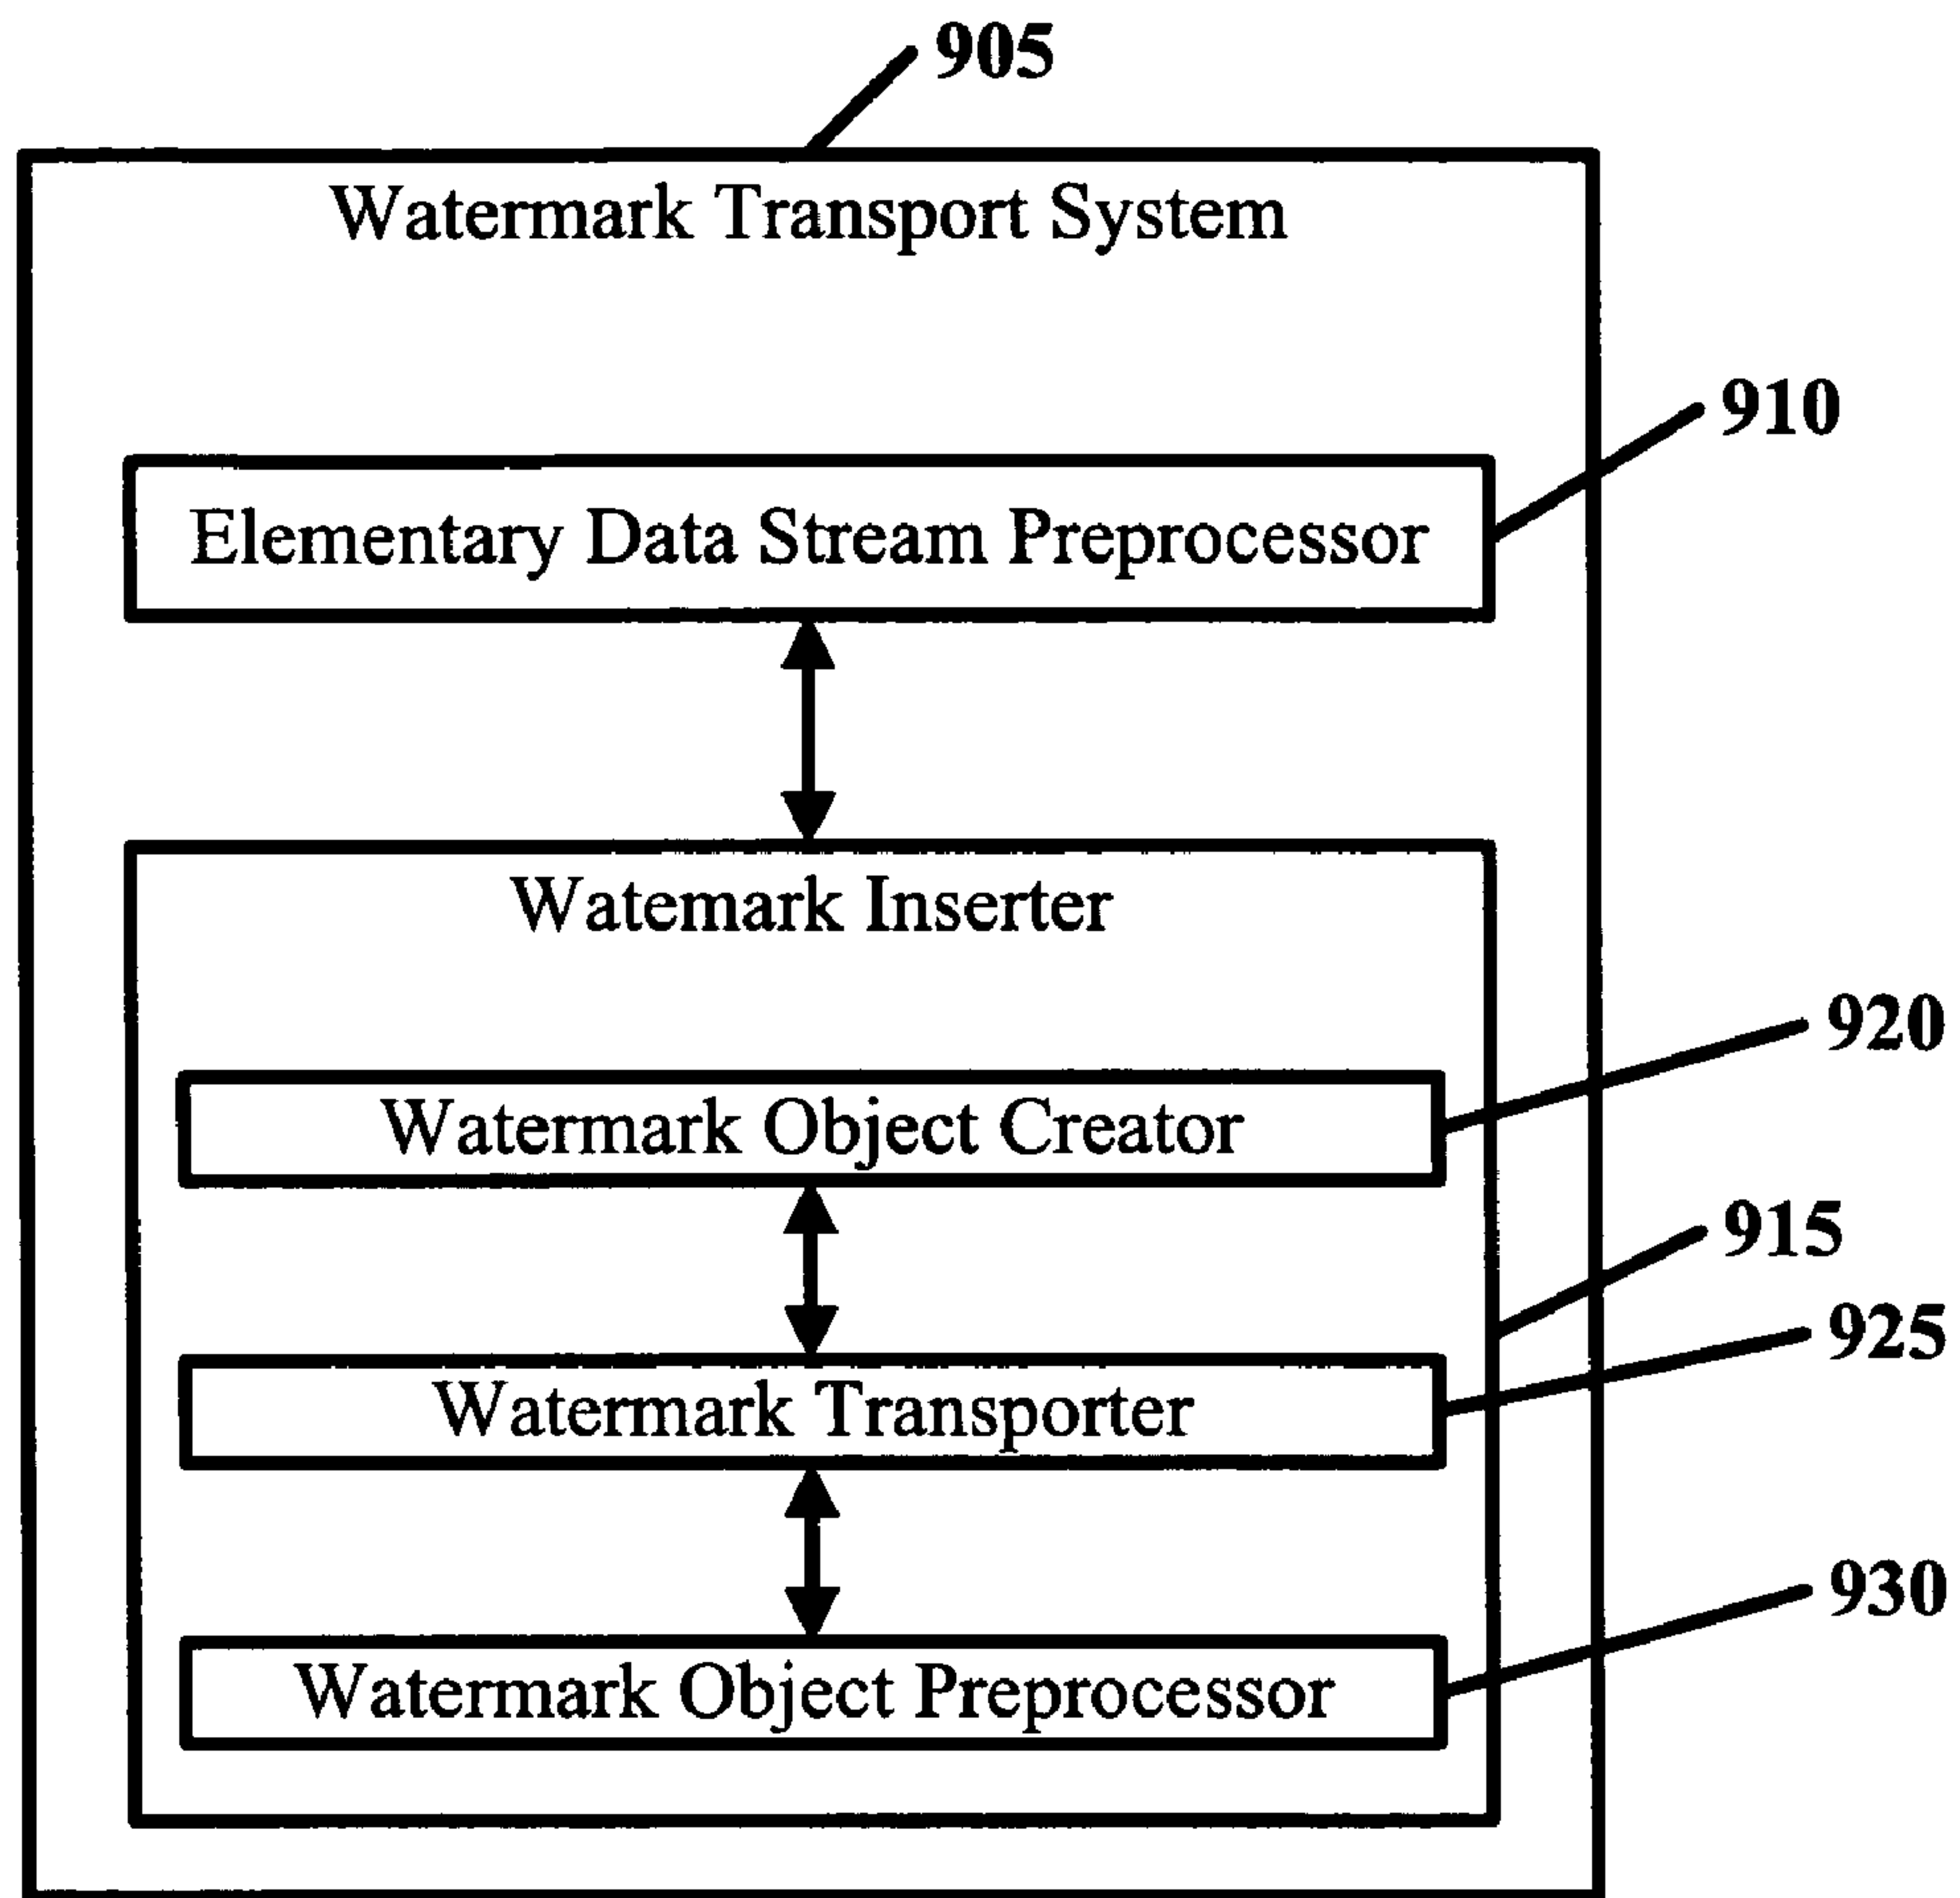 905
Watermark Transport System
910
Elementary Data Stream Preprocessor
Watemark Inserter
920
Watermark Object Creator
915
925
Watermark Transporter
930
Watermark Object Preprocessor